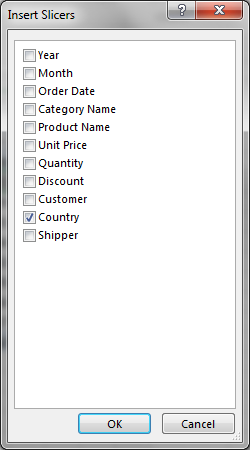 Insert Slicers
?
Year
Month
Order Date
Category Name
Product Name
Unit Price
Quantity
Discount
Customer
Country
Shipper
OK
Cancel